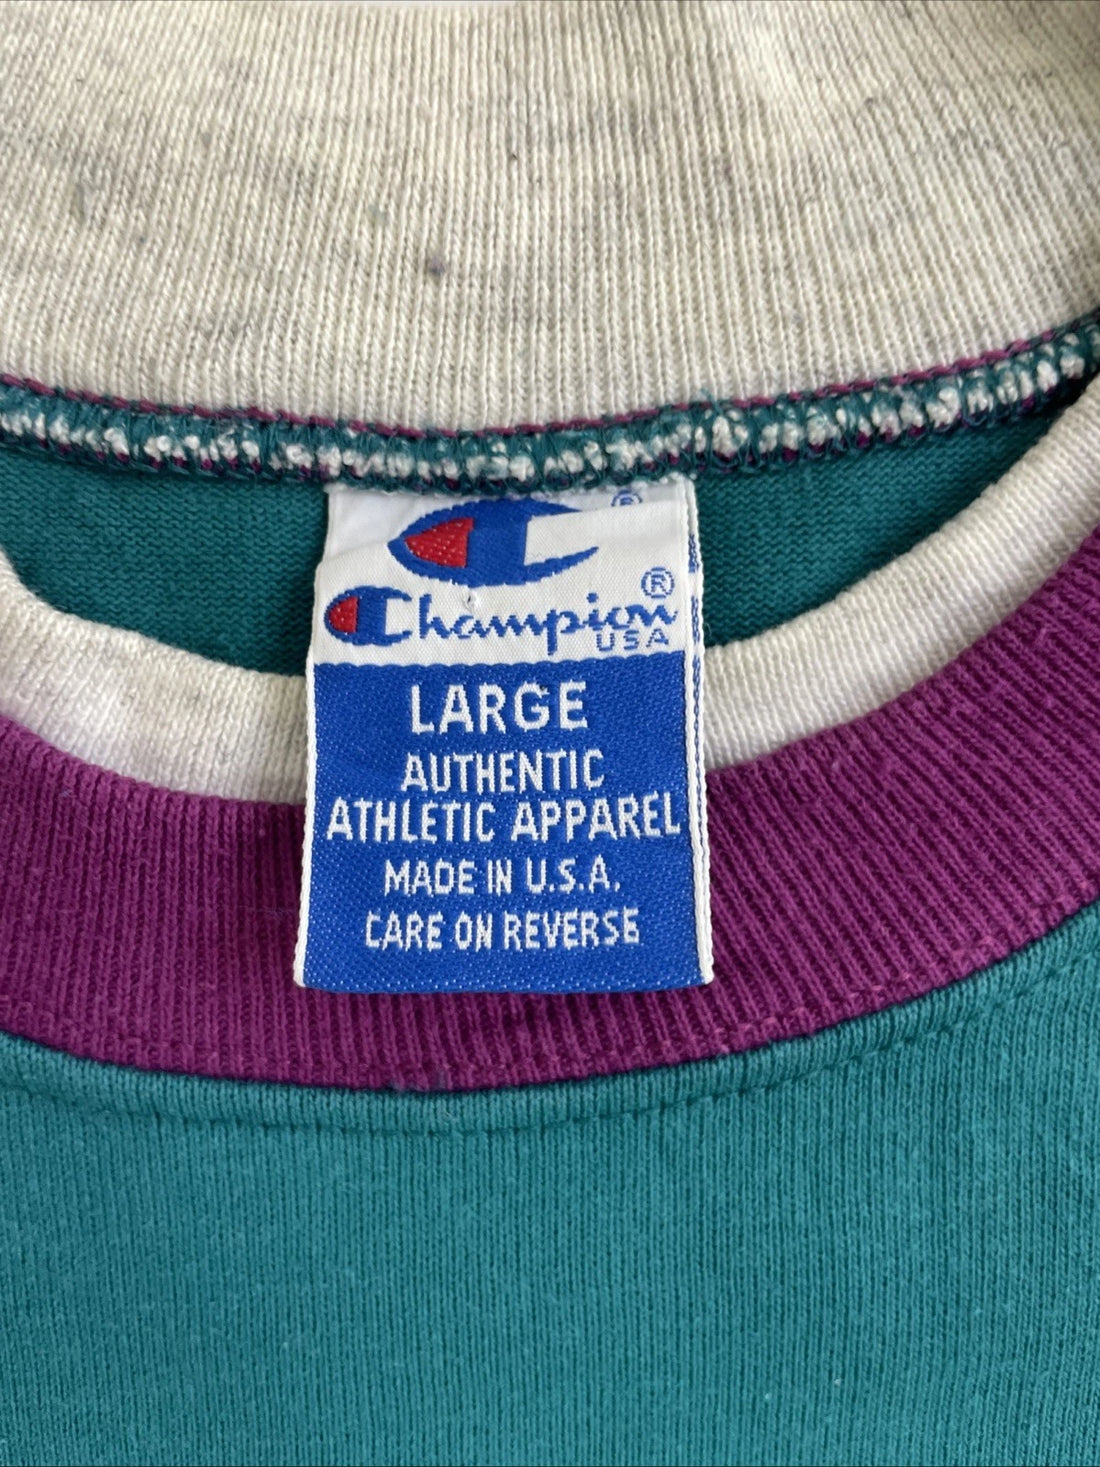 ®
Champion®
USA
LARGE
AUTHENTIC
ATHLETIC APPAREL
MADE IN U.S.A.
CARE ON REVERSE